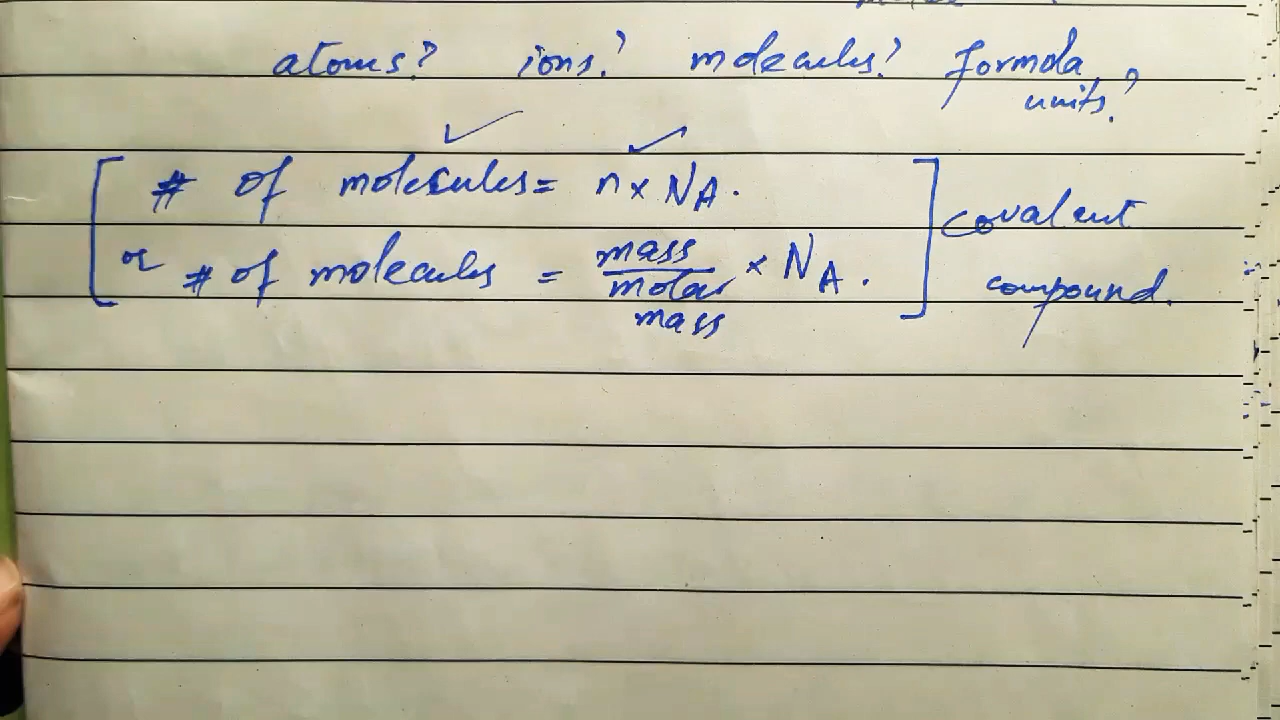 atoms? ions? molecules? formula
units?
# of molecules = n × NA.
covalent
or # of molecules = mass / molar mass × NA.
compound.